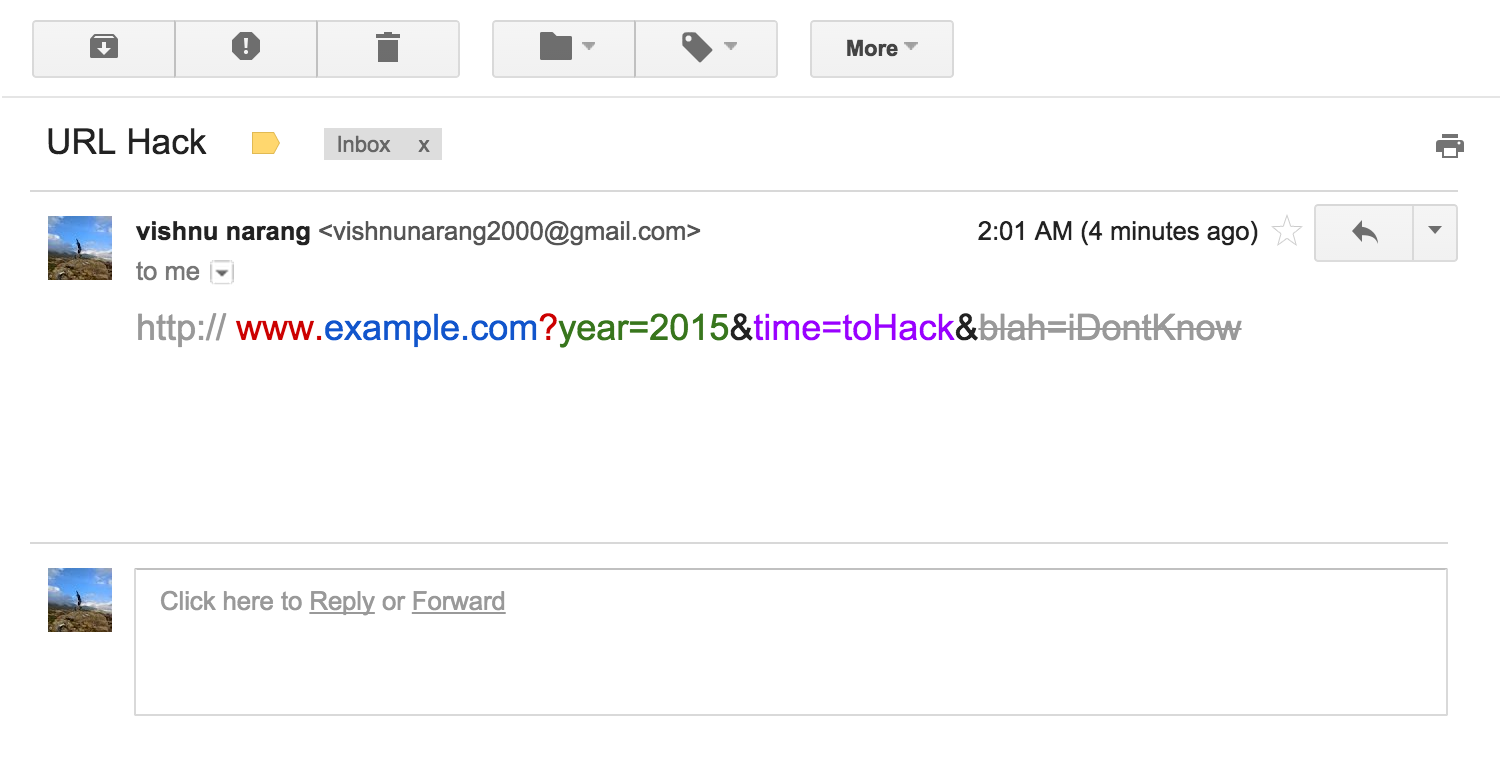 More
URL Hack Inbox x
vishnu narang <vishnunarang2000@gmail.com> 2:01 AM (4 minutes ago)
to me
http:// www.example.com?year=2015&time=toHack&blah=iDontKnow
Click here to Reply or Forward